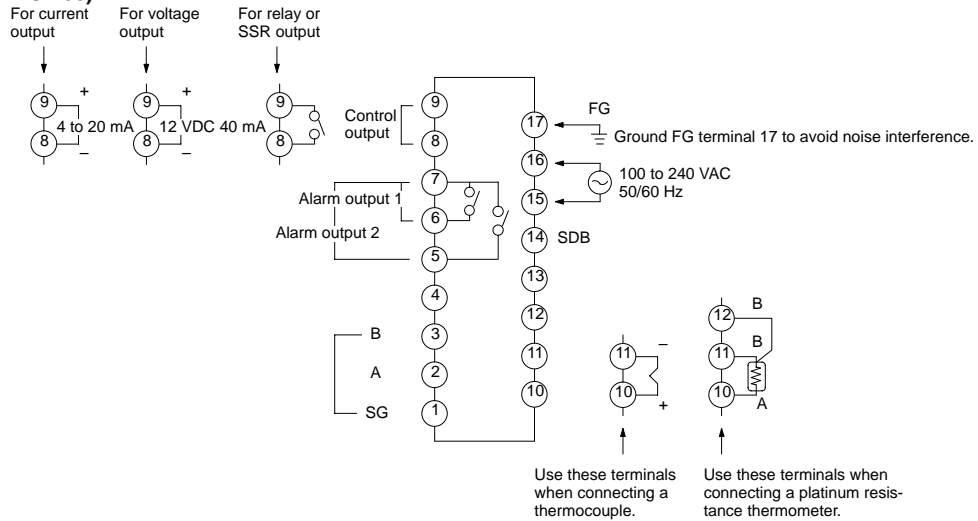 For current
output
For voltage
output
For relay or
SSR output
+
+
9
9
9
4 to 20 mA
12 VDC 40 mA
8
8
8
–
–
Control
output
9
8
7
Alarm output 1
6
Alarm output 2
5
4
B
3
A
2
SG
1
17
FG
Ground FG terminal 17 to avoid noise interference.
16
100 to 240 VAC
50/60 Hz
15
14
SDB
13
12
11
10
11
–
10
+
12
B
11
B
10
A
Use these terminals
when connecting a
thermocouple.
Use these terminals when
connecting a platinum resis-
tance thermometer.